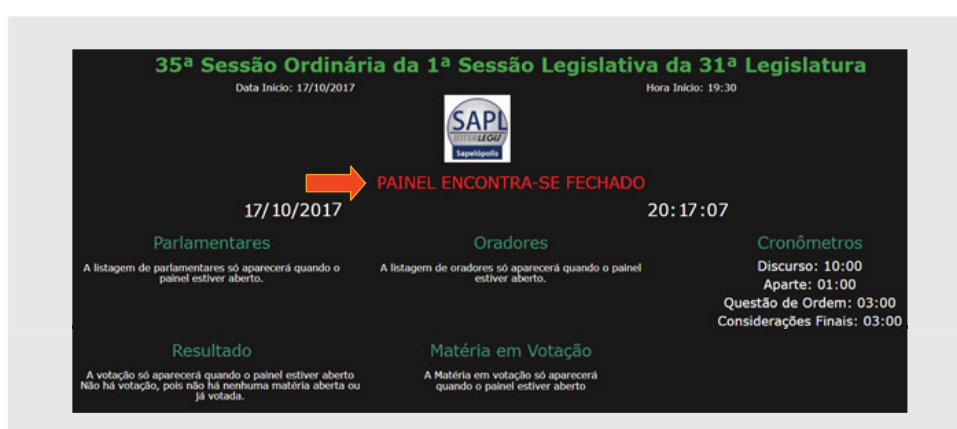 35ª Sessão Ordinária da 1ª Sessão Legislativa da 31ª Legislatura
Data Início: 17/10/2017 Hora Início: 19:30
SAPL
INTERLEGIS
Sapelópolis
PAINEL ENCONTRA-SE FECHADO
17/10/2017 20:17:07
Parlamentares
A listagem de parlamentares só aparecerá quando o
painel estiver aberto.
Oradores
A listagem de oradores só aparecerá quando o painel
estiver aberto.
Cronômetros
Discurso: 10:00
Aparte: 01:00
Questão de Ordem: 03:00
Considerações Finais: 03:00
Resultado
A votação só aparecerá quando o painel estiver aberto
Não há votação, pois não há nenhuma matéria aberta ou
já votada.
Matéria em Votação
A Matéria em votação só aparecerá
quando o painel estiver aberto